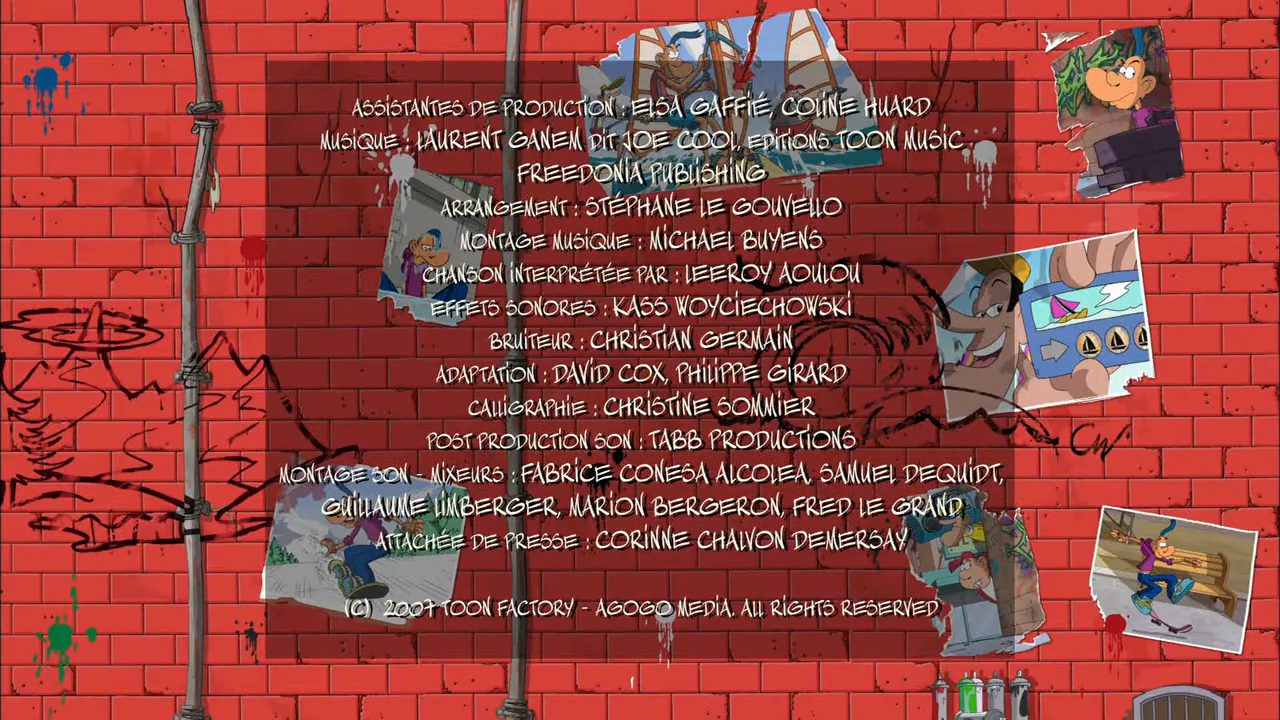 ASSISTANTES DE PRODUCTION : ELSA GAFFIÉ, COLINE HUARD
MUSIQUE : LAURENT GANEM DIT JOE COOL, EDITIONS TOON MUSIC
FREEDONIA PUBLISHING
ARRANGEMENT : STÉPHANE LE GOUVELLO
MONTAGE MUSIQUE : MICHAEL BUYENS
CHANSON INTERPRÉTÉE PAR : LEEROY AOULOU
EFFETS SONORES : KASS WOYCIECHOWSKI
BRUITEUR : CHRISTIAN GERMAIN
ADAPTATION : DAVID COX, PHILIPPE GIRARD
CALLIGRAPHIE : CHRISTINE SOMMIER
POST PRODUCTION SON : TABB PRODUCTIONS
MONTAGE SON - MIXEURS : FABRICE CONESA ALCOLEA, SAMUEL DEQUIDT,
GUILLAUME LIMBERGER, MARION BERGERON, FRED LE GRAND
ATTACHÉE DE PRESSE : CORINNE CHALVON DEMERSAY
(C) 2007 TOON FACTORY - AGOGO MEDIA. ALL RIGHTS RESERVED
CW